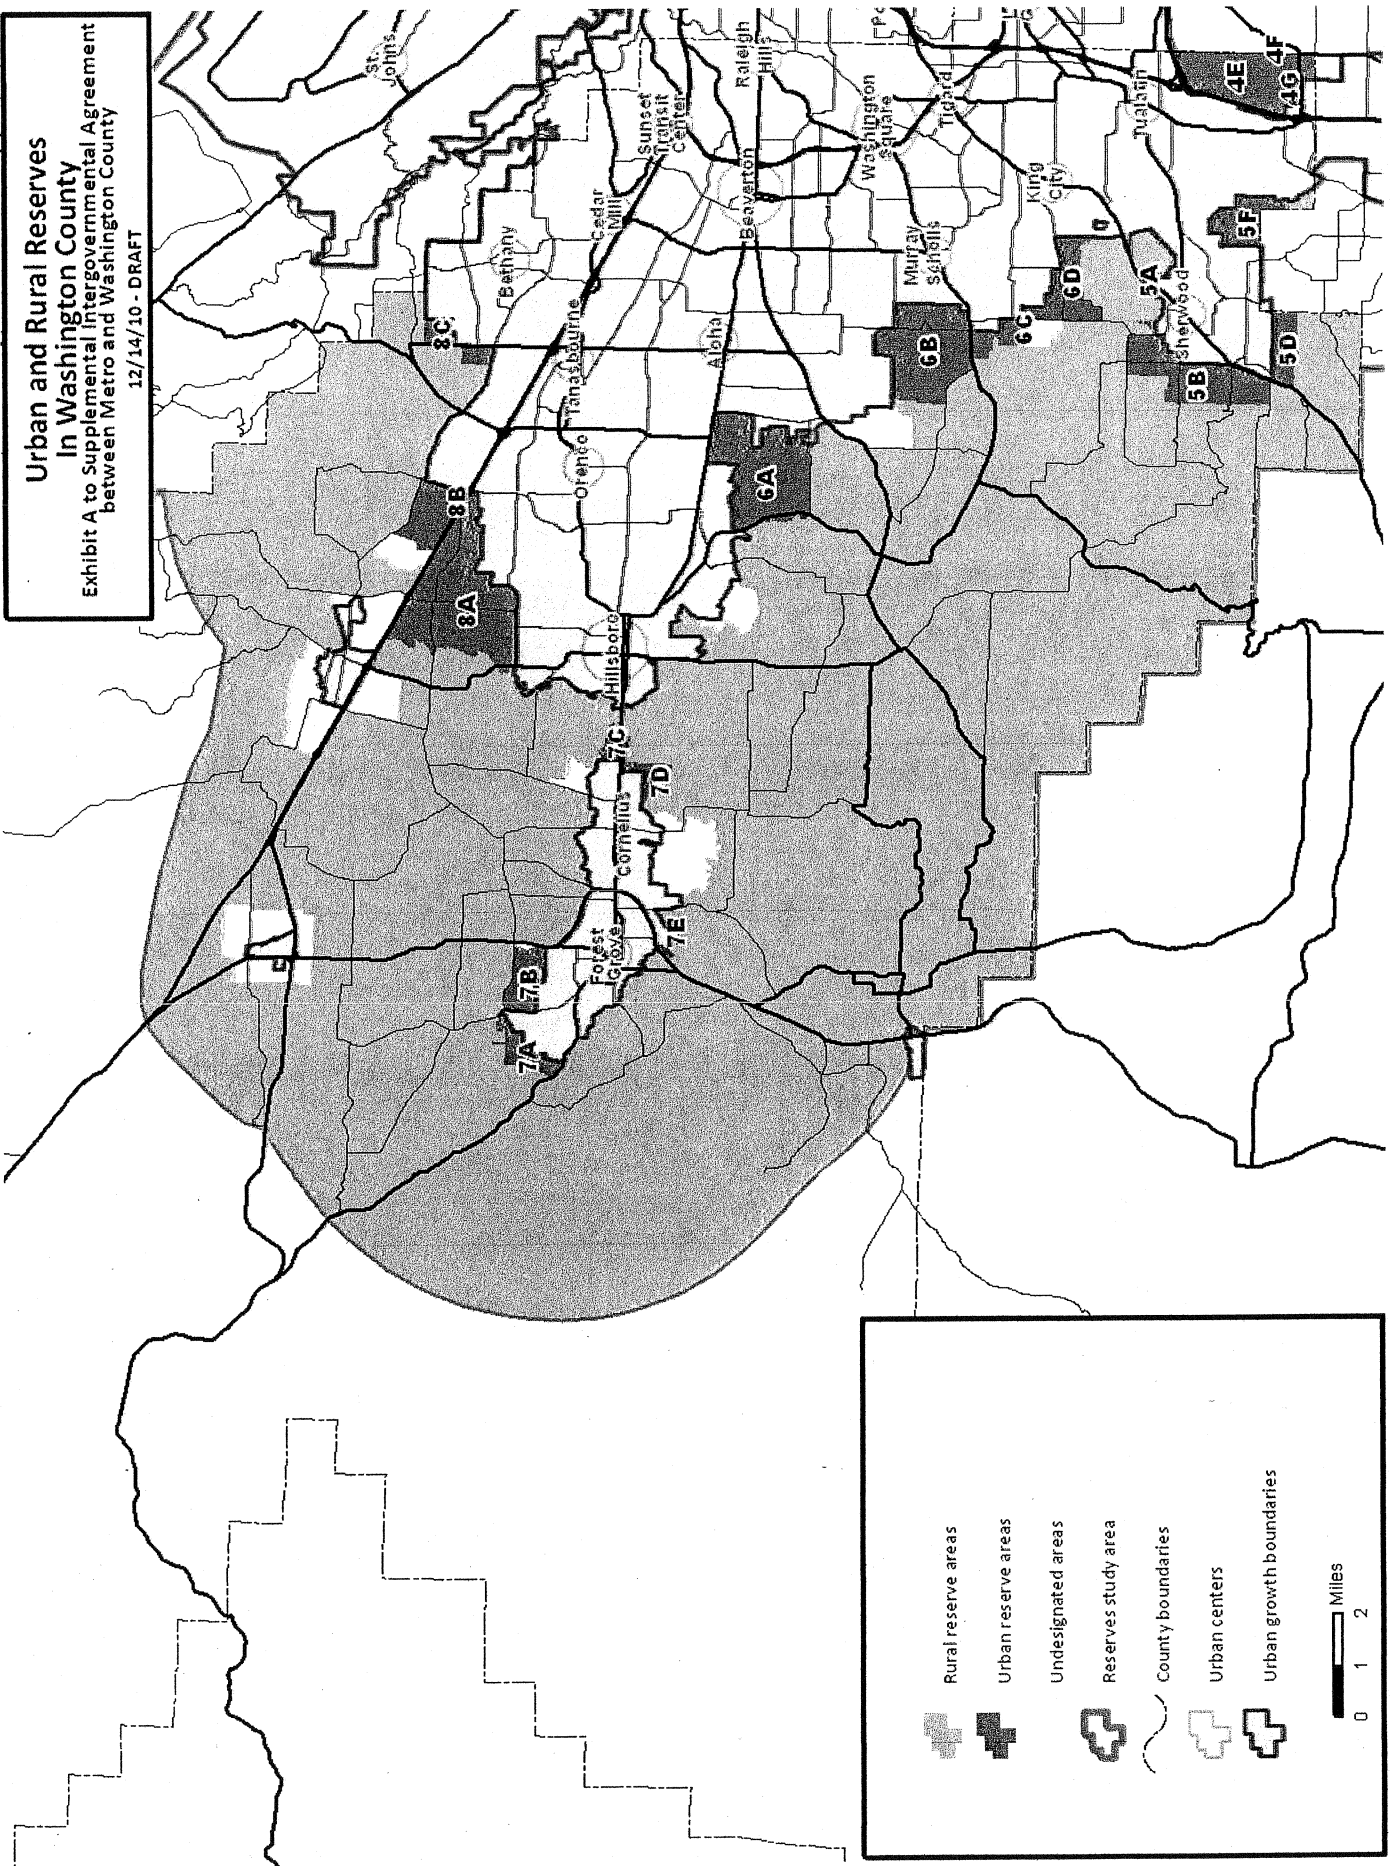 Urban and Rural Reserves
In Washington County
Exhibit A to Supplemental Intergovernmental Agreement
between Metro and Washington County
12/14/10 - DRAFT
St.
Johns
8C
Bethany
Cedar
Mill
Sunset
Transit
Center
Raleigh
Hills
8B
8A
Tanasbourne
Orenco
Aloha
Beaverton
Washington
Square
Tigard
Hillsboro
7C
7D
Cornelius
Forest
Grove
7E
7B
7A
6A
6B
Murray
Scholls
6C
6D
King
City
Tualatin
5A
Sherwood
5B
5D
5F
4E
4F
4G
Rural reserve areas
Urban reserve areas
Undesignated areas
Reserves study area
County boundaries
Urban centers
Urban growth boundaries
Miles
0 1 2